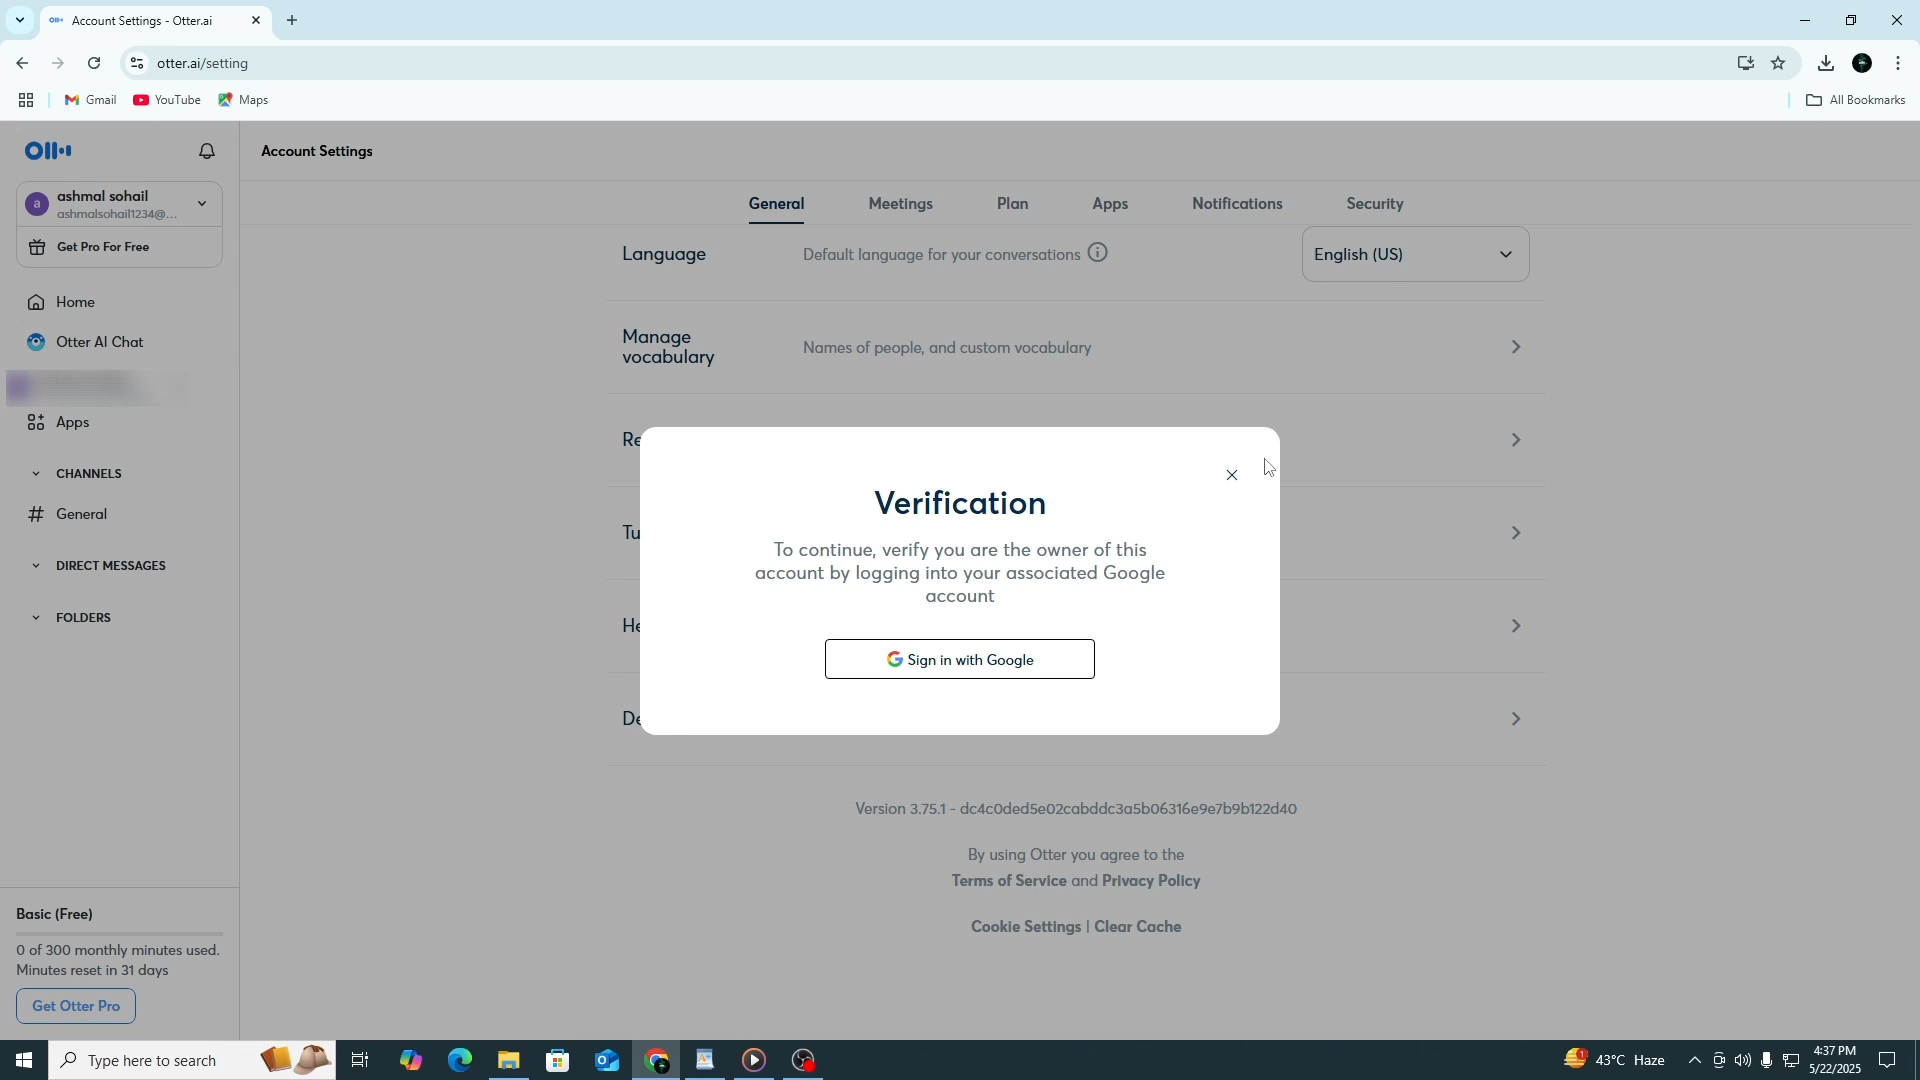 Account Settings - Otter.ai
otter.ai/setting
Gmail
YouTube
Maps
All Bookmarks
Account Settings
ashmal sohail
ashmalsohail1234@...
Get Pro For Free
General
Meetings
Plan
Apps
Notifications
Security
Language
Default language for your conversations
English (US)
Home
Otter AI Chat
Manage
vocabulary
Names of people, and custom vocabulary
Apps
CHANNELS
General
DIRECT MESSAGES
FOLDERS
Re
Tu
He
De
Verification
To continue, verify you are the owner of this
account by logging into your associated Google
account
Sign in with Google
Version 3.75.1 - dc4c0ded5e02cabddc3a5b06316e9e7b9b122d40
By using Otter you agree to the
Terms of Service and Privacy Policy
Cookie Settings | Clear Cache
Basic (Free)
0 of 300 monthly minutes used.
Minutes reset in 31 days
Get Otter Pro
Type here to search
43°C Haze
4:37 PM
5/22/2025